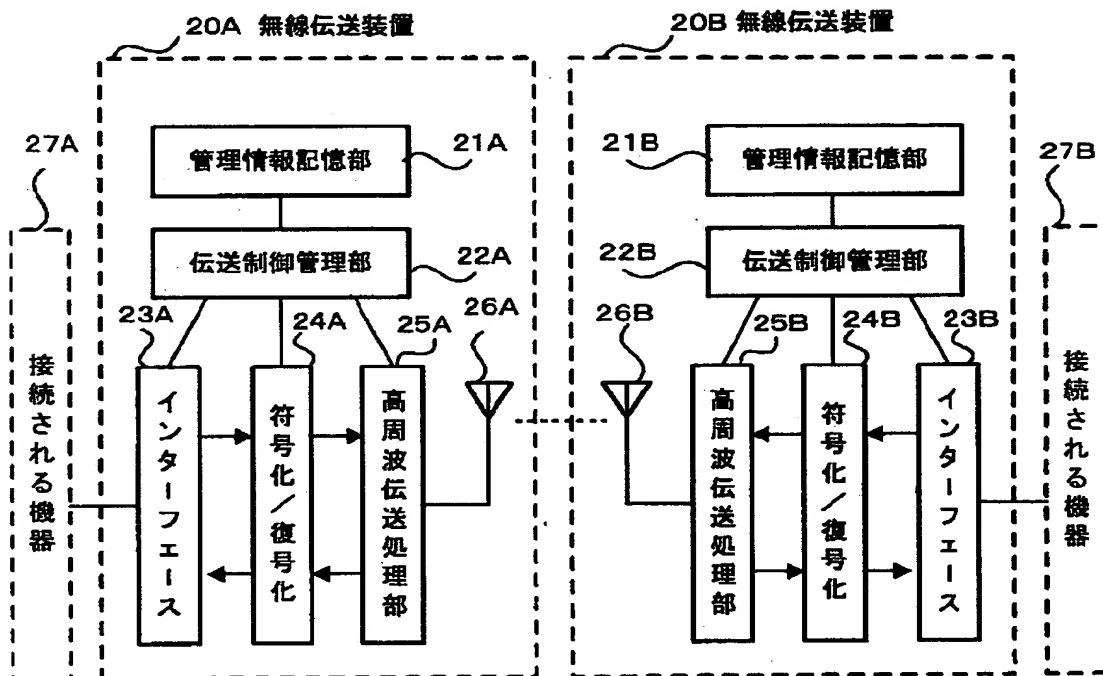 20A 無線伝送装置
20B 無線伝送装置
27A
管理情報記憶部
21A
21B
管理情報記憶部
27B
伝送制御管理部
22A
22B
伝送制御管理部
23A
24A
25A
26A
26B
25B
24B
23B
接続される機器
インターフェース
符号化/復号化
高周波伝送処理部
高周波伝送処理部
符号化/復号化
インターフェース
接続される機器